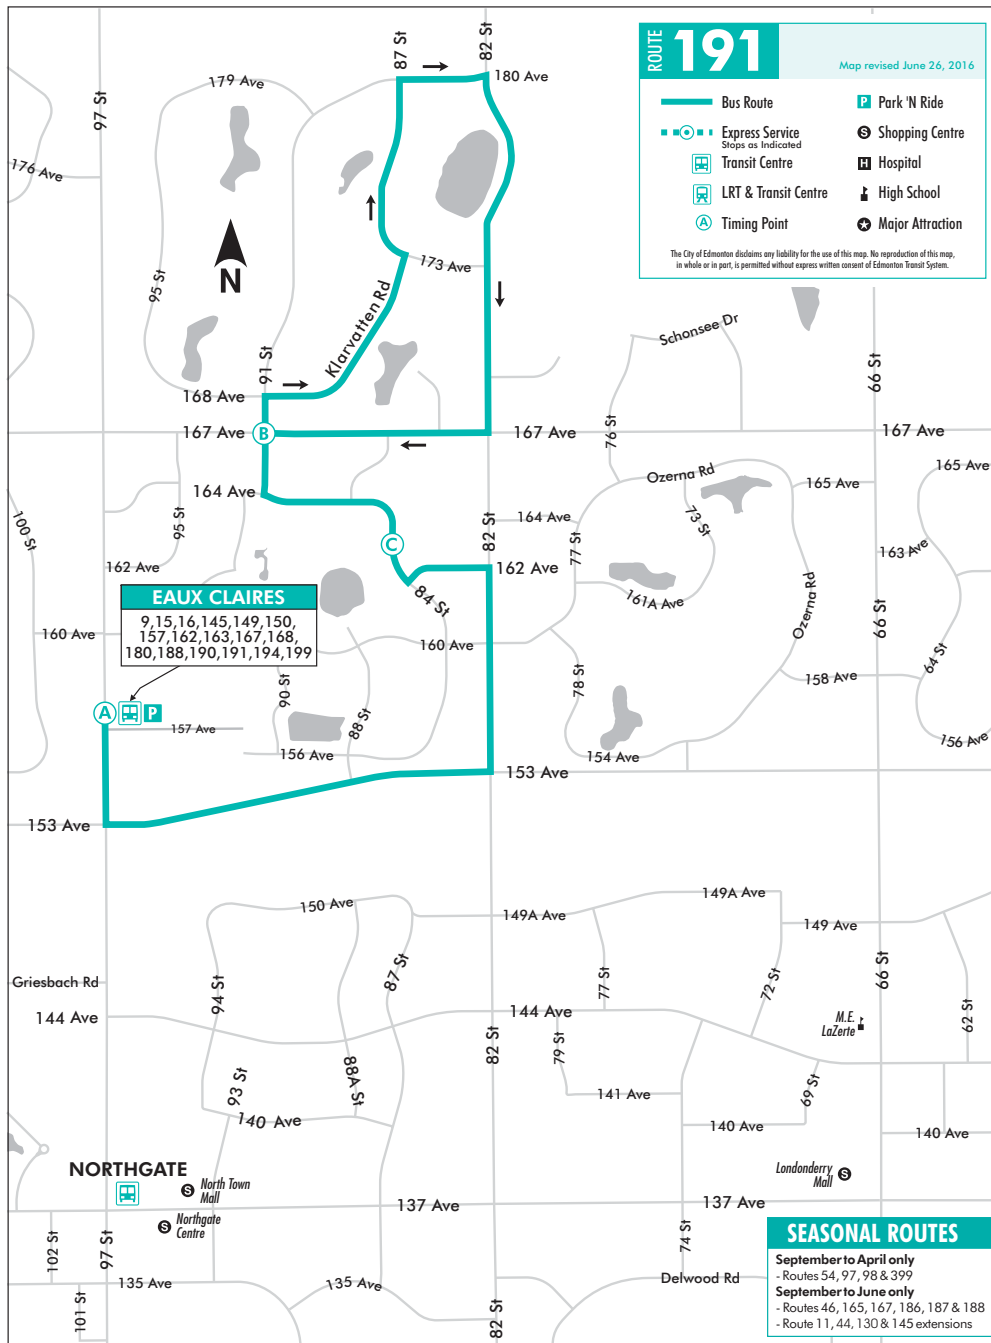 ROUTE 191
Map revised June 26, 2016
Bus Route
Express Service
Stops as Indicated
Transit Centre
LRT & Transit Centre
A Timing Point
P Park 'N Ride
S Shopping Centre
H Hospital
High School
Major Attraction
The City of Edmonton disclaims any liability for the use of this map. No reproduction of this map,
in whole or in part, is permitted without express written consent of Edmonton Transit System.
87 St
82 St
180 Ave
179 Ave
97 St
176 Ave
N
173 Ave
95 St
Klarvatten Rd
Schonsee Dr
91 St
66 St
168 Ave
167 Ave
B
167 Ave
76 St
167 Ave
164 Ave
Ozerna Rd
165 Ave
165 Ave
100 St
95 St
82 St
164 Ave
73 St
77 St
C
163 Ave
162 Ave
162 Ave
84 St
161A Ave
Ozerna Rd
66 St
EAUX CLAIRES
9,15,16,145,149,150,
157,162,163,167,168,
180,188,190,191,194,199
160 Ave
160 Ave
64 St
90 St
78 St
158 Ave
A
P
157 Ave
88 St
156 Ave
154 Ave
156 Ave
153 Ave
153 Ave
150 Ave
149A Ave
149A Ave
149 Ave
Griesbach Rd
94 St
87 St
77 St
72 St
66 St
144 Ave
144 Ave
62 St
M.E.
LaZerte
82 St
79 St
93 St
88A St
69 St
141 Ave
140 Ave
140 Ave
140 Ave
NORTHGATE
S North Town
Mall
Londonderry
Mall S
137 Ave
137 Ave
S Northgate
Centre
102 St
97 St
74 St
135 Ave
135 Ave
Delwood Rd
101 St
82 St
SEASONAL ROUTES
September to April only
- Routes 54, 97, 98 & 399
September to June only
- Routes 46, 165, 167, 186, 187 & 188
- Route 11, 44, 130 & 145 extensions